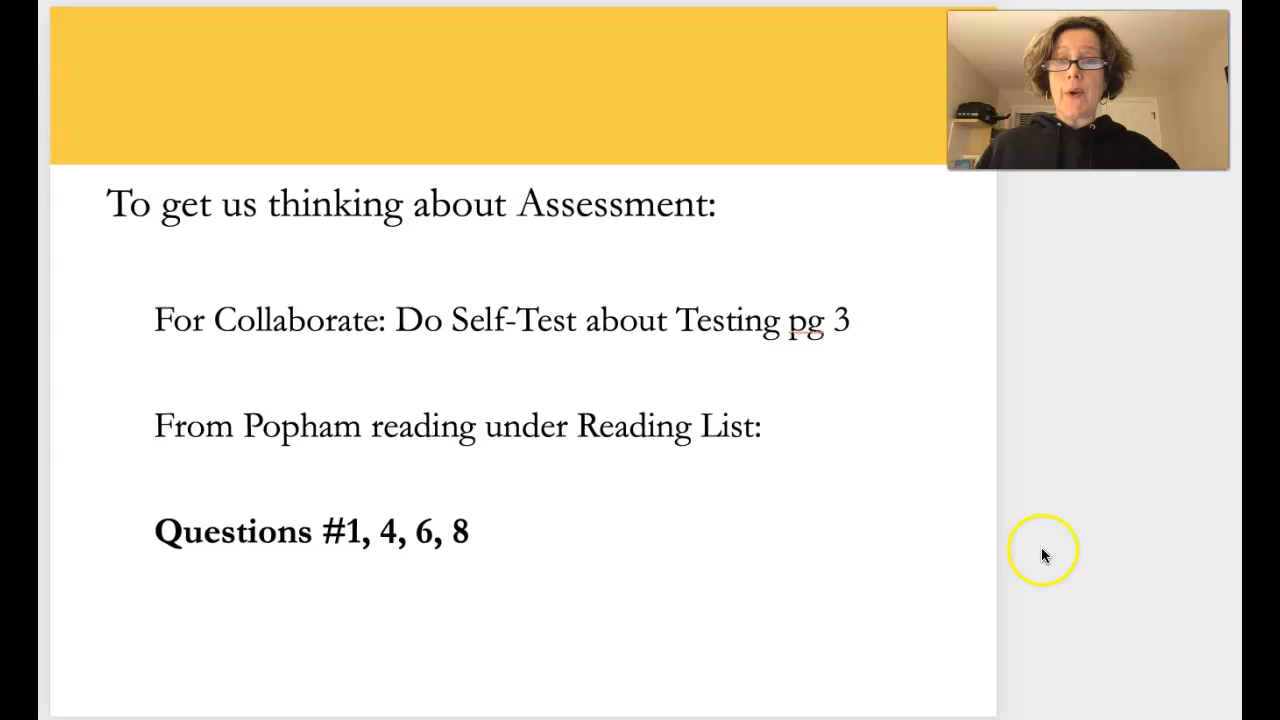 To get us thinking about Assessment:
For Collaborate: Do Self-Test about Testing pg 3
From Popham reading under Reading List:
Questions #1, 4, 6, 8